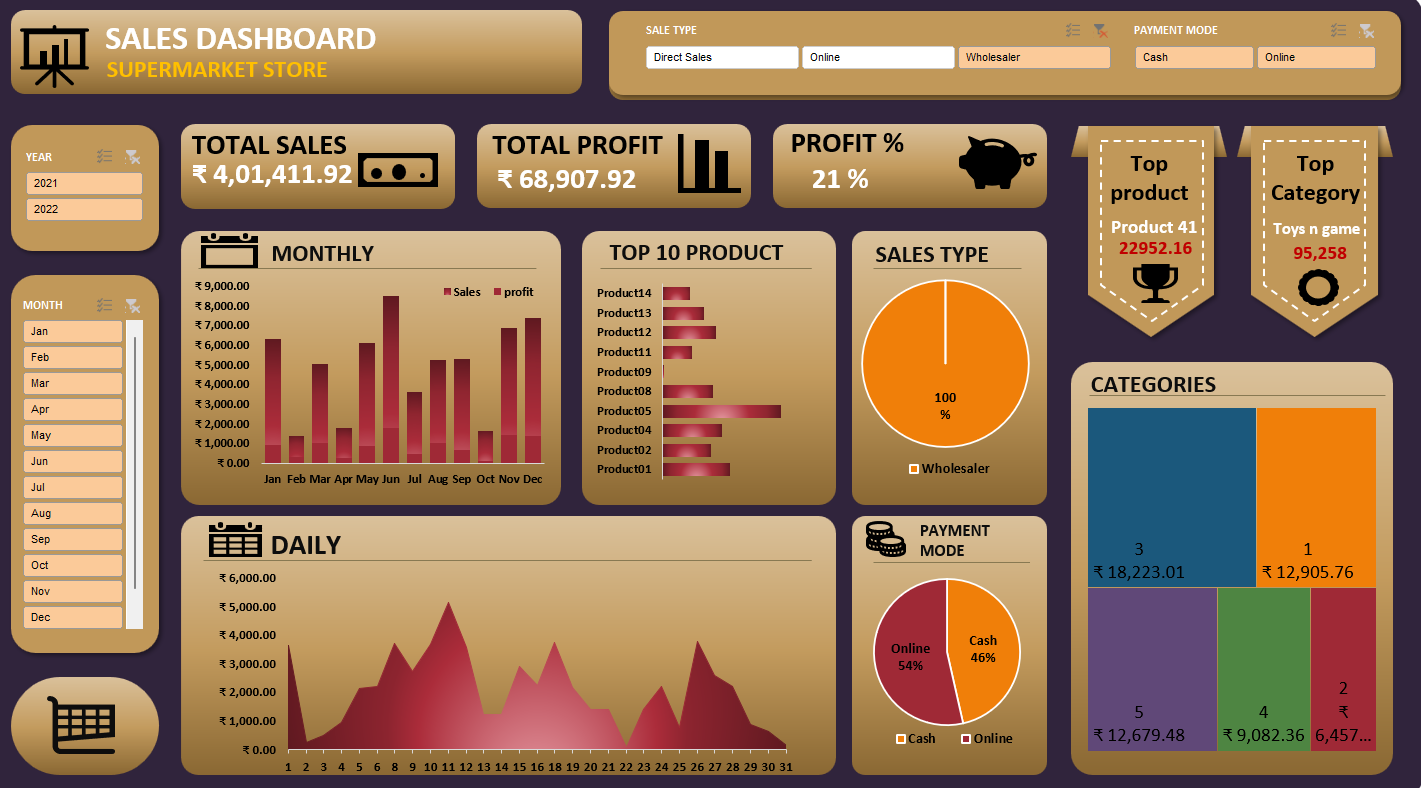 SALES DASHBOARD
SUPERMARKET STORE
SALE TYPE
Direct Sales
Online
Wholesaler
PAYMENT MODE
Cash
Online
YEAR
2021
2022
MONTH
Jan
Feb
Mar
Apr
May
Jun
Jul
Aug
Sep
Oct
Nov
Dec
TOTAL SALES
₹ 4,01,411.92
TOTAL PROFIT
₹ 68,907.92
PROFIT %
21 %
Top
product
Product 41
22952.16
Top
Category
Toys n game
95,258
MONTHLY
Sales
profit
₹ 9,000.00
₹ 8,000.00
₹ 7,000.00
₹ 6,000.00
₹ 5,000.00
₹ 4,000.00
₹ 3,000.00
₹ 2,000.00
₹ 1,000.00
₹ 0.00
Jan Feb Mar Apr May Jun Jul Aug Sep Oct Nov Dec
TOP 10 PRODUCT
Product14
Product13
Product12
Product11
Product09
Product08
Product05
Product04
Product02
Product01
SALES TYPE
100
%
Wholesaler
DAILY
₹ 6,000.00
₹ 5,000.00
₹ 4,000.00
₹ 3,000.00
₹ 2,000.00
₹ 1,000.00
₹ 0.00
1 2 3 4 5 6 8 9 10 11 12 13 14 15 16 17 18 19 20 21 22 23 24 25 26 27 28 29 30 31
PAYMENT
MODE
Online
54%
Cash
46%
Cash
Online
CATEGORIES
3
₹ 18,223.01
1
₹ 12,905.76
5
₹ 12,679.48
4
₹ 9,082.36
2
₹
6,457...